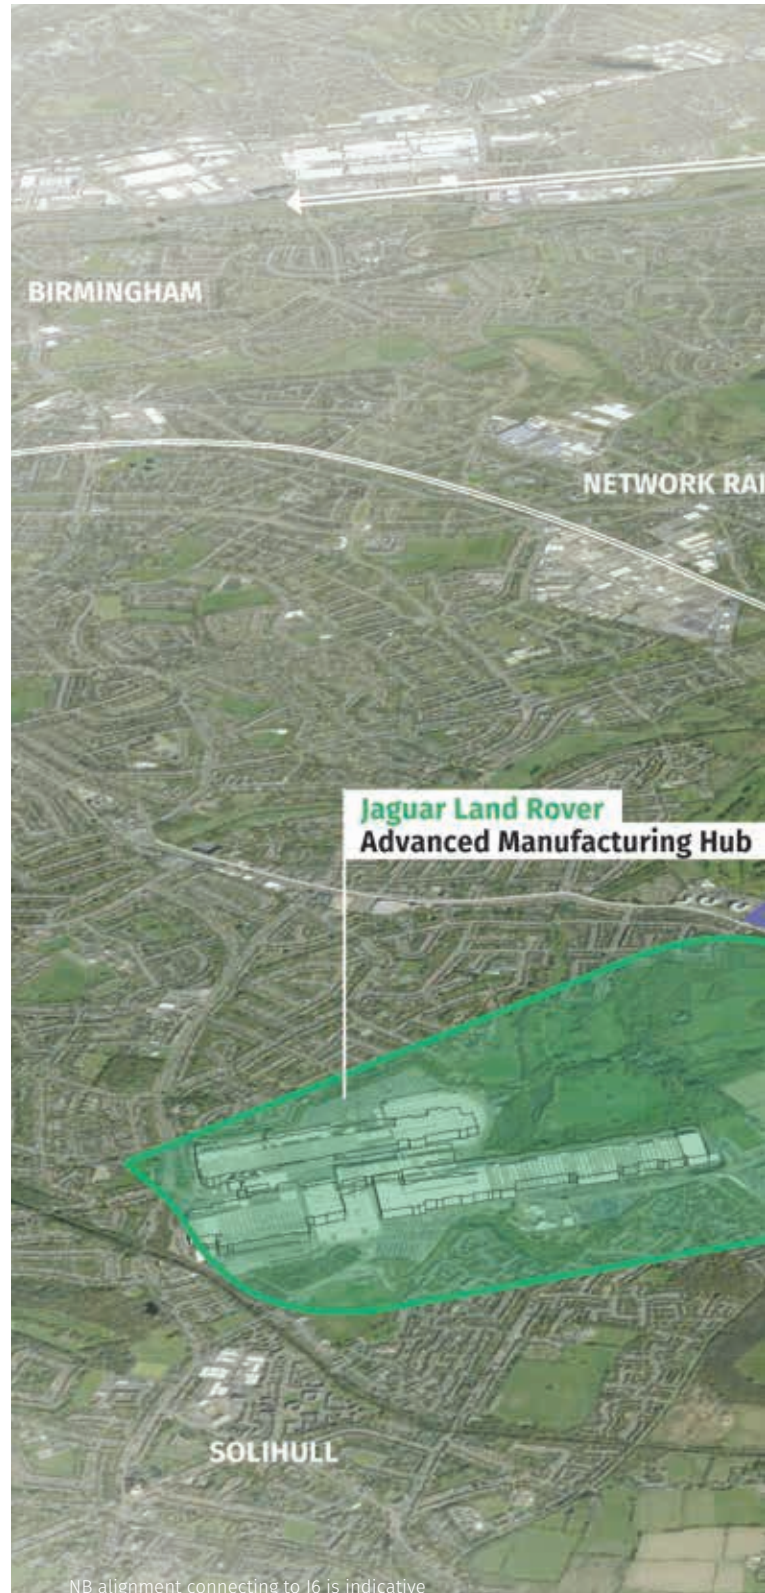 BIRMINGHAM
NETWORK RAI
Jaguar Land Rover
Advanced Manufacturing Hub
SOLIHULL
NB alignment connecting to J6 is indicative